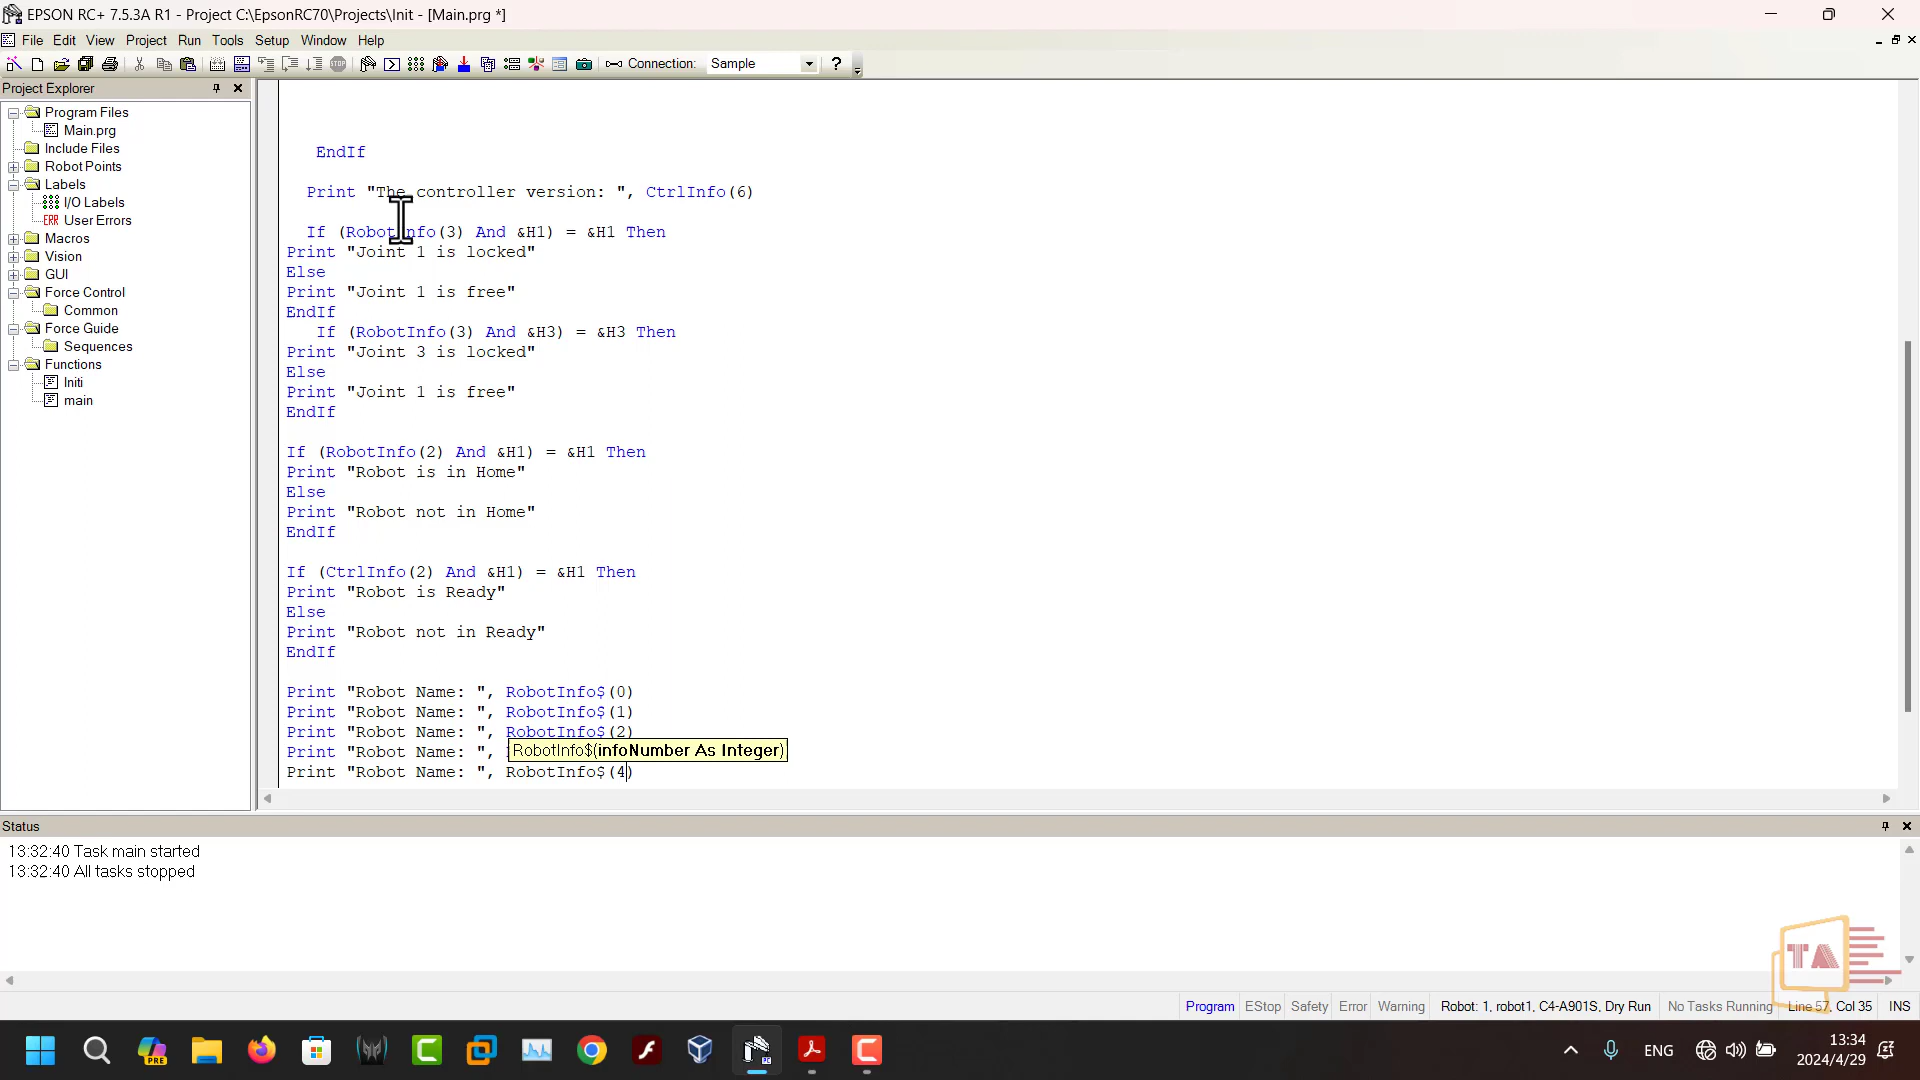 EPSON RC+ 7.5.3A R1 - Project C:\EpsonRC70\Projects\Init - [Main.prg *]
File Edit View Project Run Tools Setup Window Help
Connection: Sample ?
Project Explorer
Program Files
Main.prg
Include Files
Robot Points
Labels
I/O Labels
ERR User Errors
Macros
Vision
GUI
Force Control
Common
Force Guide
Sequences
Functions
Initi
main
EndIf
Print "The controller version: ", CtrlInfo(6)
If (RobotInfo(3) And &H1) = &H1 Then
Print "Joint 1 is locked"
Else
Print "Joint 1 is free"
EndIf
If (RobotInfo(3) And &H3) = &H3 Then
Print "Joint 3 is locked"
Else
Print "Joint 1 is free"
EndIf
If (RobotInfo(2) And &H1) = &H1 Then
Print "Robot is in Home"
Else
Print "Robot not in Home"
EndIf
If (CtrlInfo(2) And &H1) = &H1 Then
Print "Robot is Ready"
Else
Print "Robot not in Ready"
EndIf
Print "Robot Name: ", RobotInfo$(0)
Print "Robot Name: ", RobotInfo$(1)
Print "Robot Name: ", RobotInfo$(2)
Print "Robot Name: ",
RobotInfo$(infoNumber As Integer)
Print "Robot Name: ", RobotInfo$(4)
Status
13:32:40 Task main started
13:32:40 All tasks stopped
TA
Program EStop Safety Error Warning Robot: 1, robot1, C4-A901S, Dry Run No Tasks Running Line 57, Col 35 INS
PRE
ENG
13:34
2024/4/29